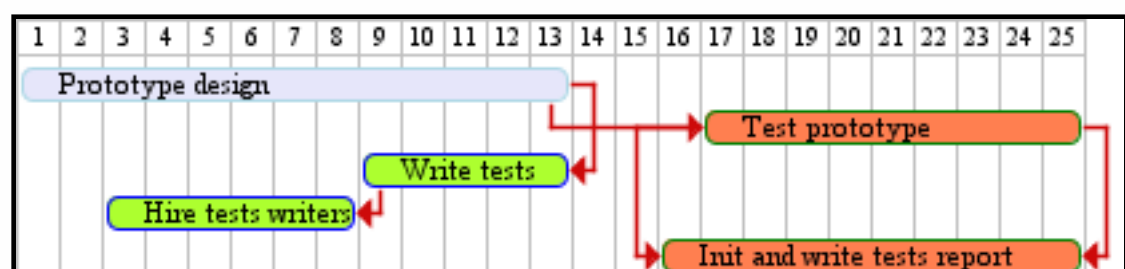 1 2 3 4 5 6 7 8 9 10 11 12 13 14 15 16 17 18 19 20 21 22 23 24 25
Prototype design
Test prototype
Write tests
Hire tests writers
Init and write tests report